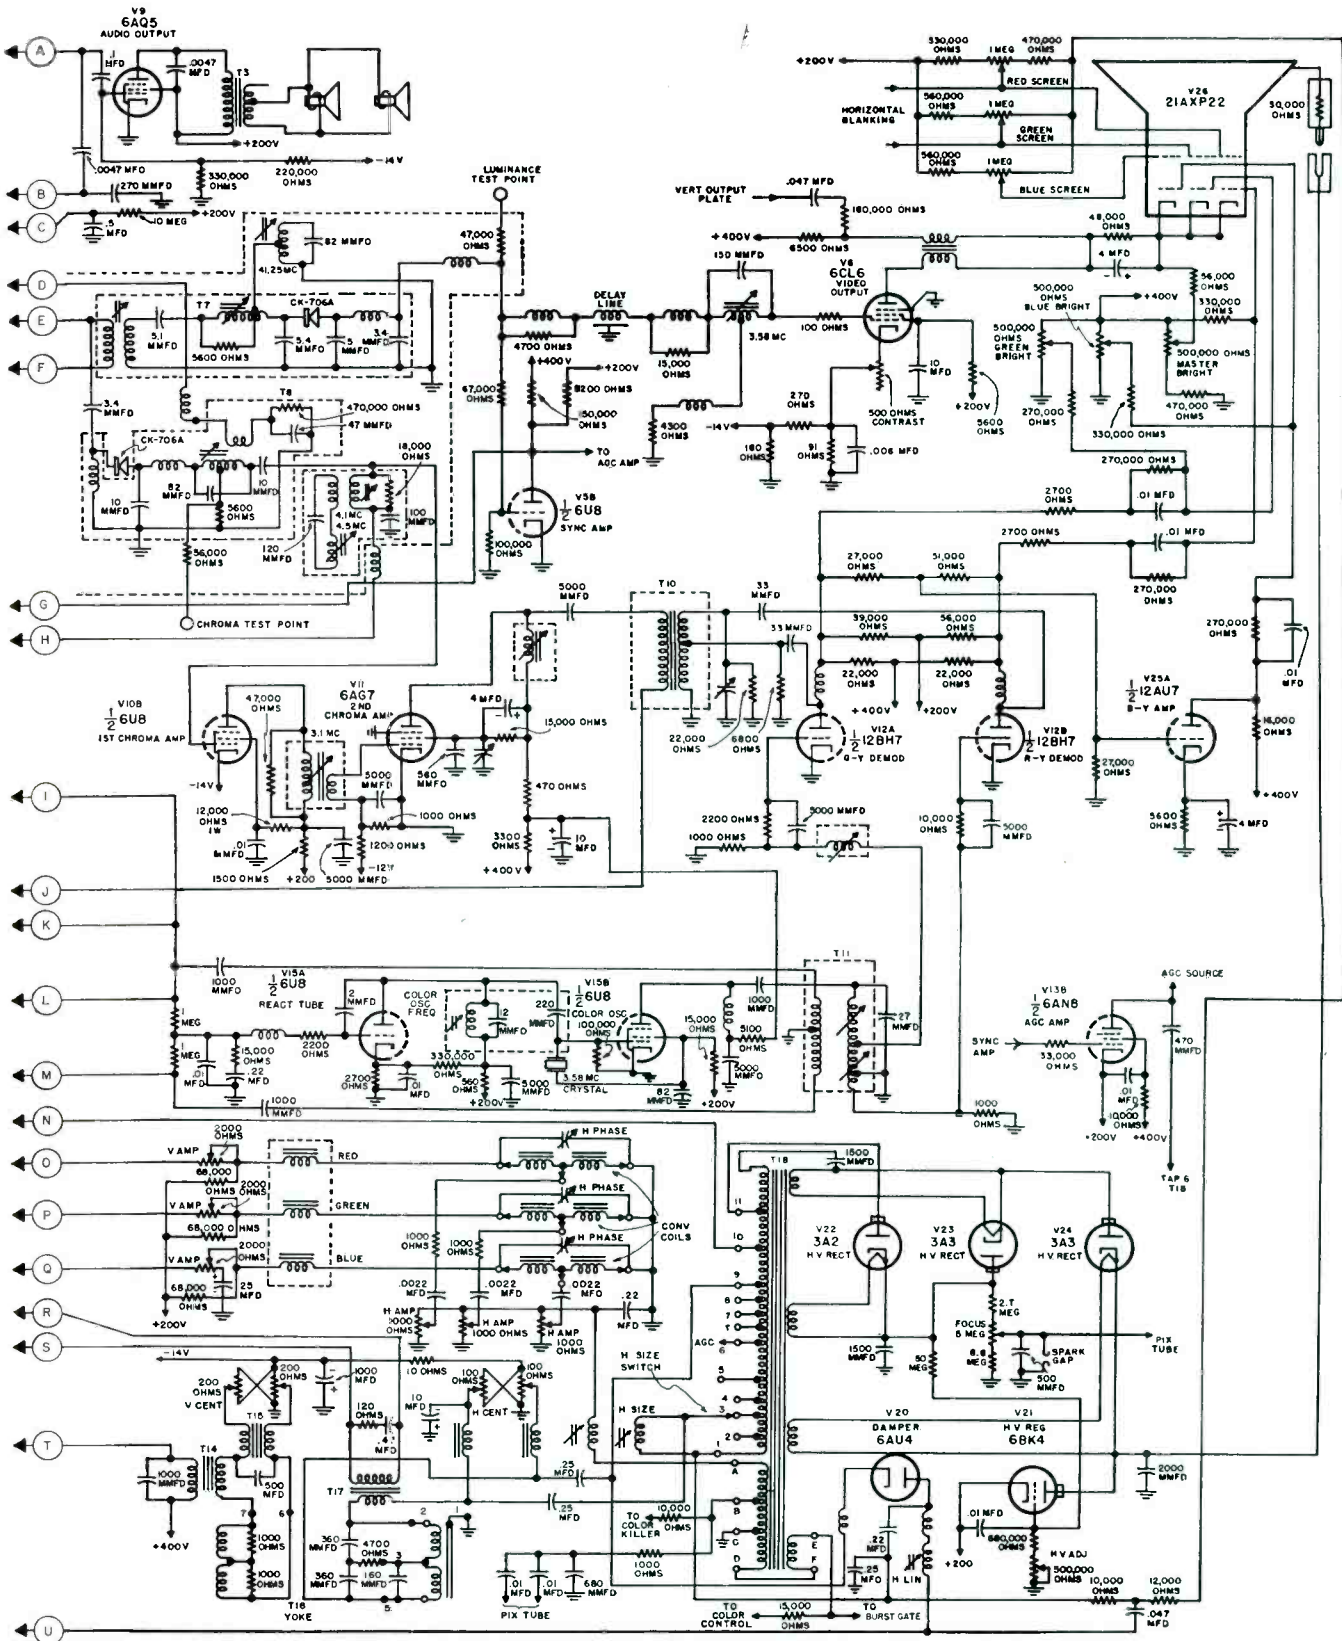 V9
6AQ5
AUDIO OUTPUT
A
.1
MFD
.0047
MFD
T3
+200V
.0047 MFD
330,000
OHMS
220,000
OHMS
-14V
B
270 MMFD
C
.5
MFD
10 MEG
+200V
LUMINANCE
TEST POINT
47,000
OHMS
82 MMFD
41.25MC
D
E
F
T7
CK-706A
5.1
MMFD
5600 OHMS
5.4
MMFD
5
MMFD
3.4
MMFD
T8
3.4
MMFD
470,000 OHMS
47 MMFD
CK-706A
18,000
OHMS
10
MMFD
82
MMFD
10
MMFD
5600
OHMS
4.1MC
4.5MC
100
MMFD
120
MMFD
56,000
OHMS
G
CHROMA TEST POINT
H
DELAY
LINE
4700 OHMS
+400V
+200V
67,000
OHMS
8200 OHMS
150,000
OHMS
TO
AGC AMP
V5B
1/2 6U8
SYNC AMP
100,000
OHMS
15,000
OHMS
150 MMFD
3.58 MC
4300
OHMS
VERT OUTPUT
PLATE
.047 MFD
180,000 OHMS
+400V
6500 OHMS
V6
6CL6
VIDEO
OUTPUT
100 OHMS
10
MFD
500 OHMS
CONTRAST
+200V
5600
OHMS
270
OHMS
-14V
180
OHMS
91
OHMS
.006 MFD
+200V
330,000
OHMS
1 MEG
470,000
OHMS
RED SCREEN
HORIZONTAL
BLANKING
560,000
OHMS
1 MEG
GREEN
SCREEN
560,000
OHMS
1 MEG
BLUE SCREEN
V26
21AXP22
50,000
OHMS
48,000
OHMS
4 MFD
56,000
OHMS
500,000
OHMS
BLUE BRIGHT
+400V
330,000
OHMS
500,000
OHMS
GREEN
BRIGHT
500,000 OHMS
MASTER
BRIGHT
270,000
OHMS
470,000
OHMS
330,000 OHMS
270,000
OHMS
2700
OHMS
.01 MFD
2700 OHMS
.01 MFD
270,000
OHMS
27,000
OHMS
51,000
OHMS
39,000
OHMS
56,000
OHMS
22,000
OHMS
22,000
OHMS
+400V
+200V
270,000
OHMS
.01
MFD
V10B
1/2 6U8
1ST CHROMA AMP
-14V
47,000
OHMS
3.1 MC
V11
6AG7
2ND
CHROMA AMP
5000
MMFD
560
MMFD
4 MFD
15,000 OHMS
12,000
OHMS
1W
.01
MMFD
1500 OHMS
+200
5000 MMFD
1200 OHMS
-12V
1000 OHMS
470 OHMS
3300
OHMS
+400V
10
MFD
5000
MMFD
T10
33
MMFD
33 MMFD
22,000
OHMS
6800
OHMS
V12A
1/2 12BH7
G-Y DEMOD
V12B
1/2 12BH7
R-Y DEMOD
V25A
1/2 12AU7
B-Y AMP
27,000
OHMS
18,000
OHMS
+400V
5600
OHMS
4 MFD
2200 OHMS
5000 MMFD
1000 OHMS
10,000
OHMS
5000
MMFD
I
J
K
L
M
N
1000
MMFD
V15A
1/2 6U8
REACT TUBE
1
MEG
1
MEG
.01
MFD
15,000
OHMS
.22
MFD
2200
OHMS
2
MMFD
2700
OHMS
.01
MFD
330,000
OHMS
COLOR
OSC
FREQ
12
MMFD
220
MMFD
560
OHMS
+200V
5000
MMFD
V15B
1/2 6U8
COLOR OSC
100,000
OHMS
3.58 MC
CRYSTAL
82
MMFD
15,000
OHMS
+200V
5100
OHMS
5000
MMFD
1000
MMFD
1000
MMFD
T11
27
MMFD
1000
OHMS
AGC SOURCE
V13B
1/2 6AN8
AGC AMP
SYNC
AMP
33,000
OHMS
470
MMFD
.01
MFD
10,000
OHMS
+200V
+400V
TAP 6
T18
O
P
Q
R
S
T
U
V AMP
2000
OHMS
68,000
OHMS
RED
V AMP
2000
OHMS
68,000 OHMS
GREEN
V AMP
2000
OHMS
68,000
OHMS
25
MFD
BLUE
+200V
H PHASE
H PHASE
H PHASE
CONV
COILS
1000
OHMS
1000
OHMS
.0022
MFD
.0022
MFD
.0022
MFD
H AMP
1000
OHMS
H AMP
1000 OHMS
H AMP
1000
OHMS
.22
MFD
T18
11
10
9
8
7
T
AGC
6
5
4
3
2
1
A
B
C
D
E
F
1500
MMFD
V22
3A2
HV RECT
V23
3A3
HV RECT
V24
3A3
HV RECT
1500
MMFD
50
MEG
2.7
MEG
FOCUS
5 MEG
6.8
MEG
500
MMFD
SPARK
GAP
PIX
TUBE
-14V
200
OHMS
V CENT
200
OHMS
1000
MFD
10 OHMS
T15
T14
1000
MMFD
500
MFD
+400V
7
6
1000
OHMS
1000
OHMS
T16
YOKE
120
OHMS
.47
MFD
T17
360
MMFD
4700
OHMS
360
MMFD
160
MMFD
3
5
2
1
10
MFD
100
OHMS
H CENT
100
OHMS
H SIZE
SWITCH
H SIZE
.25
MFD
.25
MFD
TO
COLOR
KILLER
10,000
OHMS
1000
OHMS
.01
MFD
.01
MFD
680
MMFD
PIX TUBE
V20
DAMPER
6AU4
V21
H V REG
6BK4
2000
MMFD
.22
MFD
.25
MFD
H LIN
.01 MFD
+200
680,000
OHMS
H V ADJ
500,000
OHMS
10,000
OHMS
12,000
OHMS
.047
MFD
TO
COLOR
CONTROL
15,000
OHMS
TO
BURST GATE